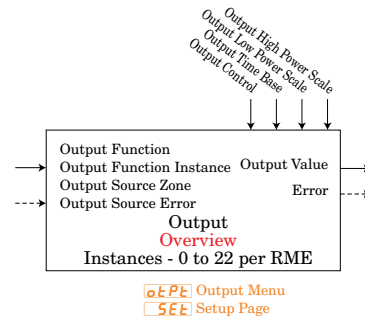 Output High Power Scale
Output Low Power Scale
Output Time Base
Output Control
Output Function
Output Function Instance
Output Value
Output Source Zone
Error
Output Source Error
Output
Overview
Instances - 0 to 22 per RME
otPt Output Menu
SEt Setup Page